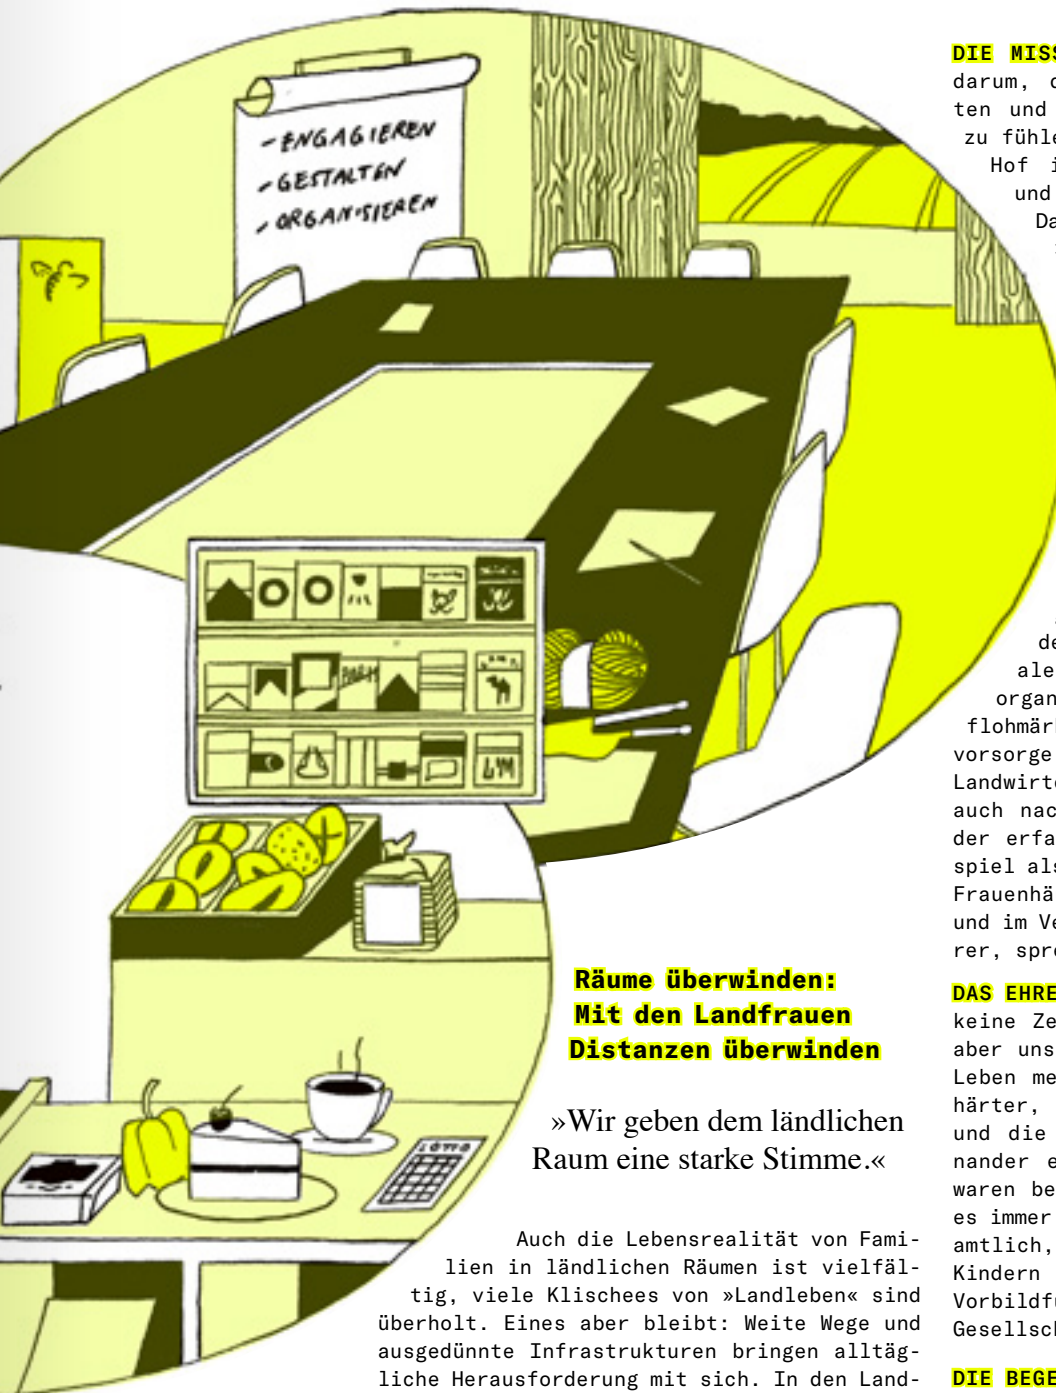 - ENGAGIEREN
- GESTALTEN
- ORGANISIEREN
LOTTO
Räume überwinden:
Mit den Landfrauen
Distanzen überwinden
»Wir geben dem ländlichen
Raum eine starke Stimme.«
Auch die Lebensrealität von Fami-
lien in ländlichen Räumen ist vielfäl-
tig, viele Klischees von »Landleben« sind
überholt. Eines aber bleibt: Weite Wege und
ausgedünnte Infrastrukturen bringen alltäg-
liche Herausforderung mit sich. In den Land-
DIE MISS
darum, d
ten und
zu fühle
Hof i
und
Da
de
ale
organ
flohmärk
vorsorge
Landwirte
auch nac
der erfa
spiel als
Frauenhä
und im Ve
rer, spre
DAS EHRE
keine Ze
aber uns
Leben me
härter,
und die
nander e
waren be
es immer
amtlich,
Kindern
Vorbildfu
Gesellsch
DIE BEGE